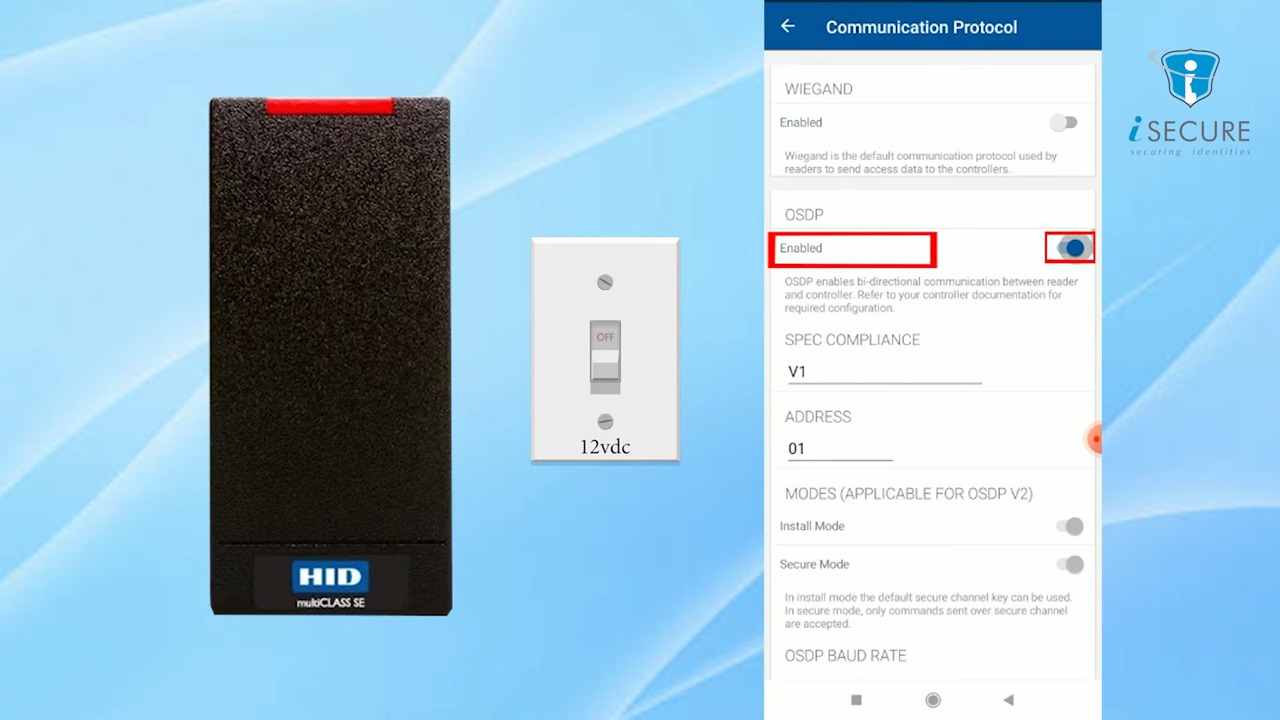 Communication Protocol
WIEGAND
Enabled
Wiegand is the default communication protocol used by
readers to send access data to the controllers.
OSDP
Enabled
OSDP enables bi-directional communication between reader
and controller. Refer to your controller documentation for
required configuration.
SPEC COMPLIANCE
V1
ADDRESS
01
MODES (APPLICABLE FOR OSDP V2)
Install Mode
Secure Mode
In install mode the default secure channel key can be used.
In secure mode, only commands sent over secure channel
are accepted.
OSDP BAUD RATE
OFF
12vdc
HID
multiCLASS SE
iSECURE
securing identities